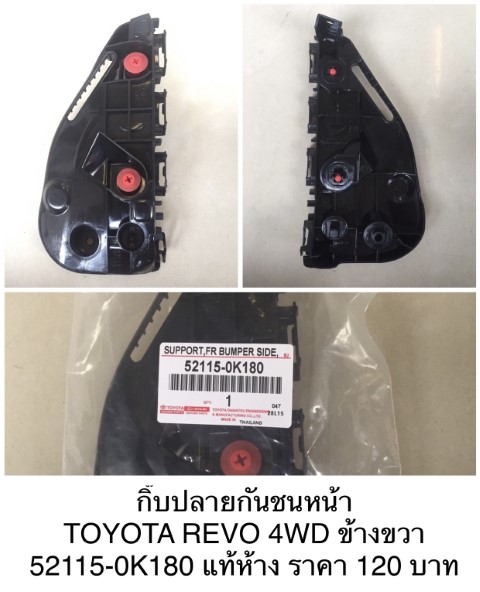 SUPPORT,FR BUMPER SIDE,
52115-0K180
1
TOYOTA
MADE IN THAILAND
กิ๊บปลายกันชนหน้า
TOYOTA REVO 4WD ข้างขวา
52115-0K180 แท้ห้าง ราคา 120 บาท